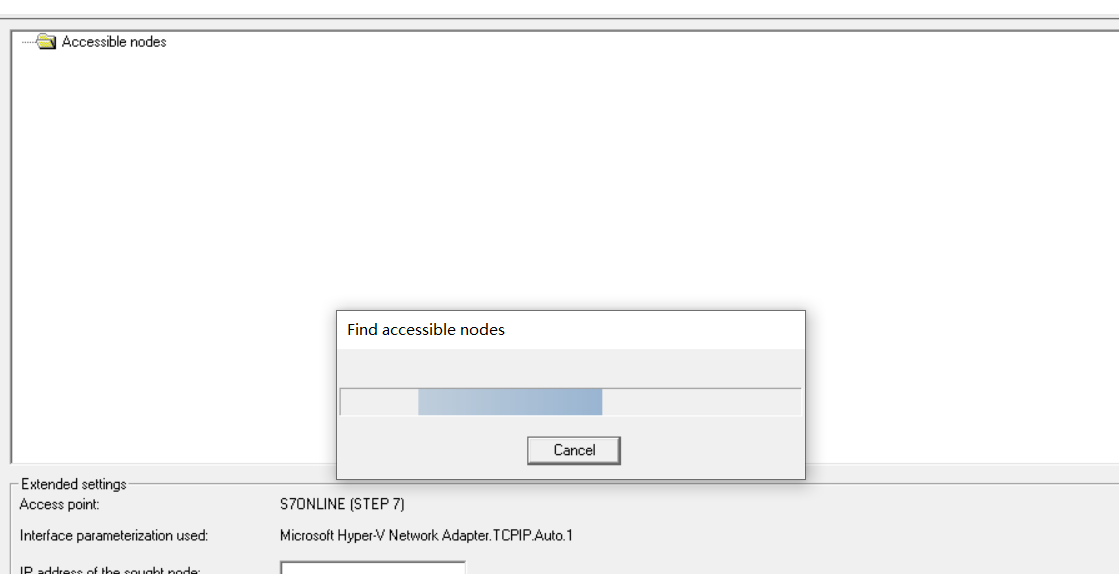 Accessible nodes
Find accessible nodes
Cancel
Extended settings
Access point: S7ONLINE (STEP 7)
Interface parameterization used: Microsoft Hyper-V Network Adapter.TCPIP.Auto.1
IP address of the sought node: